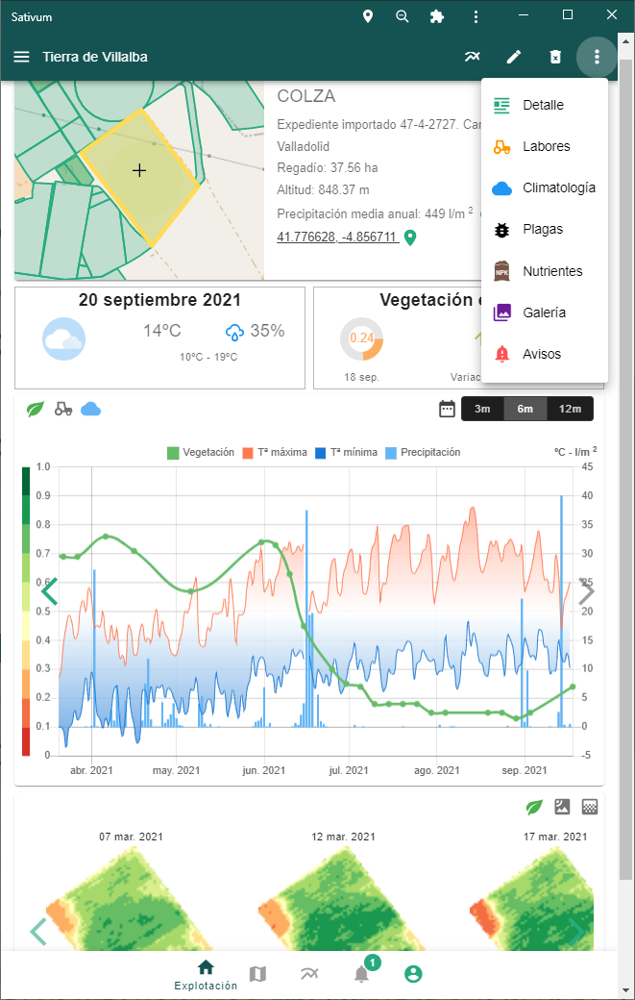 Sativum
Tierra de Villalba
COLZA
Expediente importado 47-4-2727.
Valladolid
Regadío: 37.56 ha
Altitud: 848.37 m
Precipitación media anual: 449 l/m 2
41.776628, -4.856711
Detalle
Labores
Climatología
Plagas
NPK
Nutrientes
Galería
Avisos
20 septiembre 2021
14ºC
35%
10ºC - 19ºC
Vegetación
0.24
18 sep.
3m
6m
12m
Vegetación
Tª máxima
Tª mínima
Precipitación
ºC - l/m 2
1.0
0.9
0.8
0.7
0.6
0.5
0.4
0.3
0.2
0.1
0
45
40
35
30
25
20
15
10
5
0
-5
abr. 2021
may. 2021
jun. 2021
jul. 2021
ago. 2021
sep. 2021
07 mar. 2021
12 mar. 2021
17 mar. 2021
Explotación
1